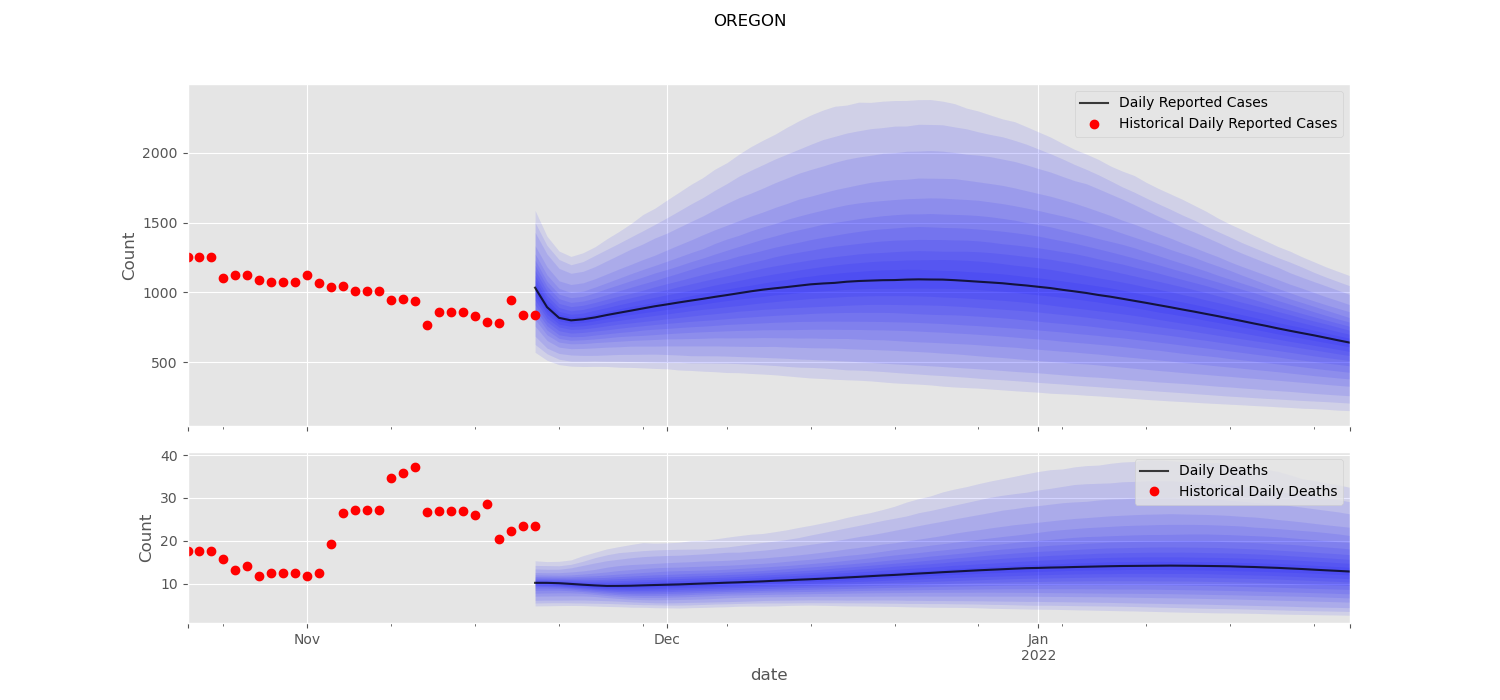 OREGON
Daily Reported Cases
Historical Daily Reported Cases
Count
2000
1500
1000
500
Daily Deaths
Historical Daily Deaths
Count
40
30
20
10
Nov
Dec
Jan
2022
date